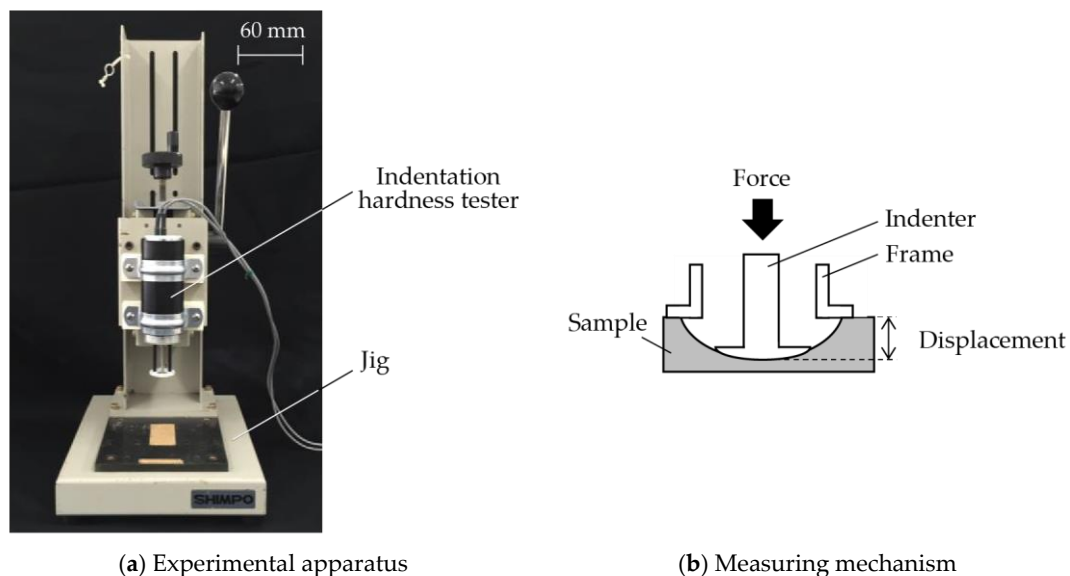 60 mm
Indentation
hardness tester
Jig
SHIMPO
(a) Experimental apparatus
Force
Indenter
Frame
Sample
Displacement
(b) Measuring mechanism